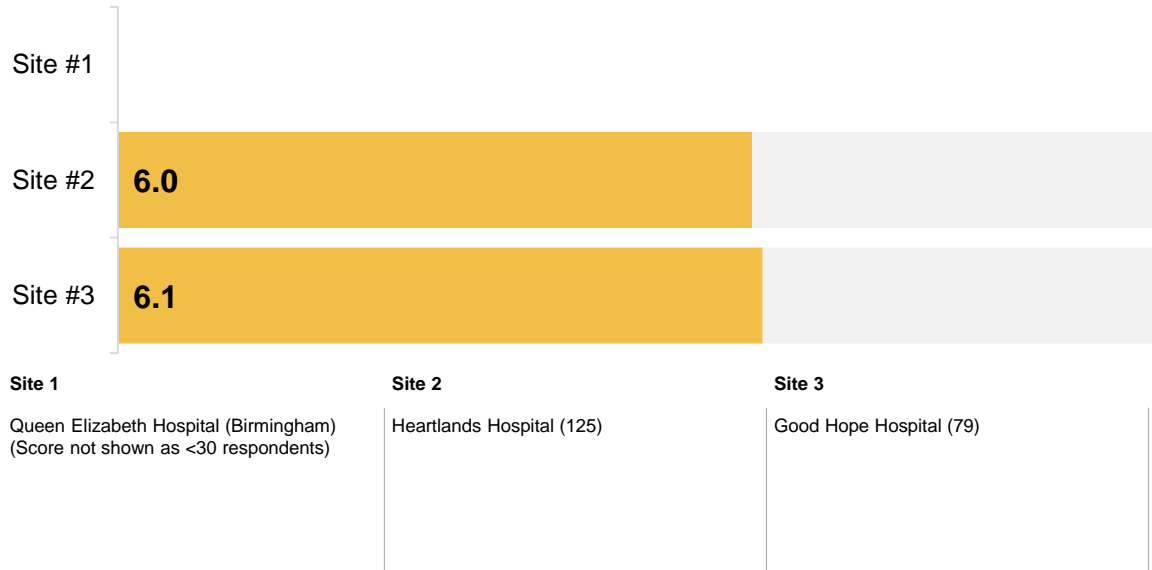 Site #1
Site #2
6.0
Site #3
6.1
Site 1
Site 2
Site 3
Queen Elizabeth Hospital (Birmingham)
(Score not shown as <30 respondents)
Heartlands Hospital (125)
Good Hope Hospital (79)